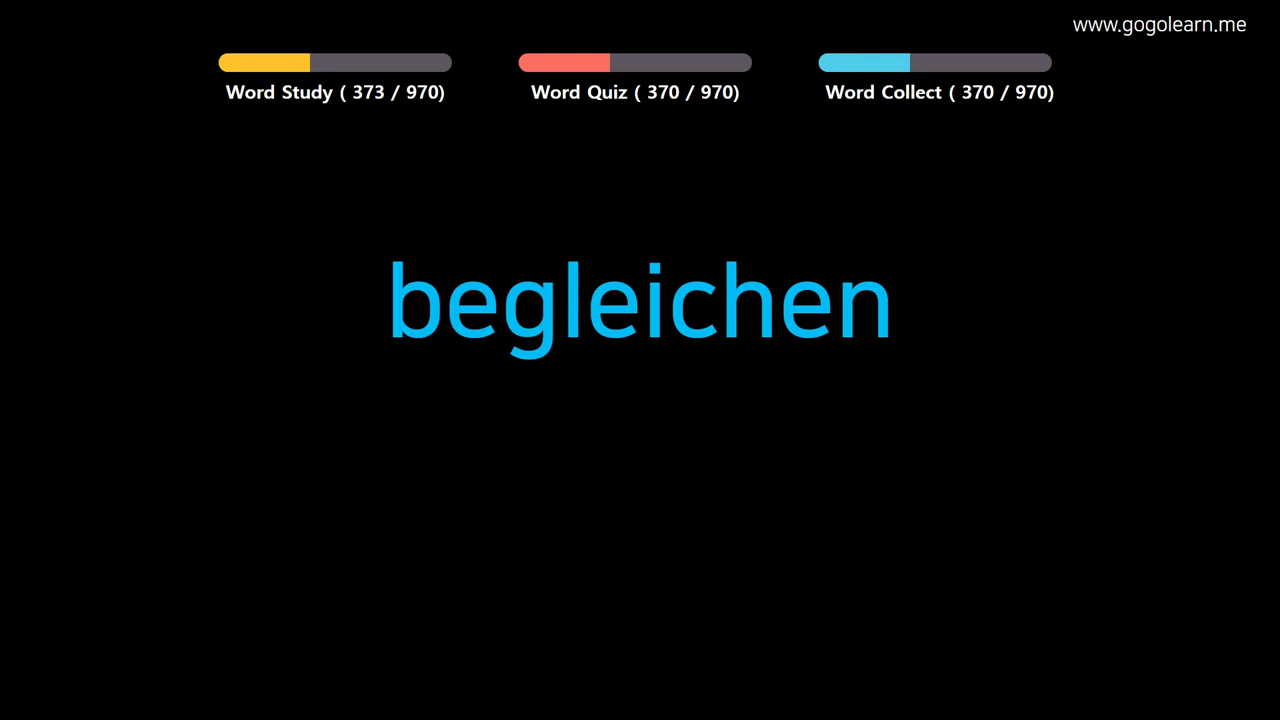 www.gogolearn.me
Word Study ( 373 / 970)
Word Quiz ( 370 / 970)
Word Collect ( 370 / 970)
begleichen